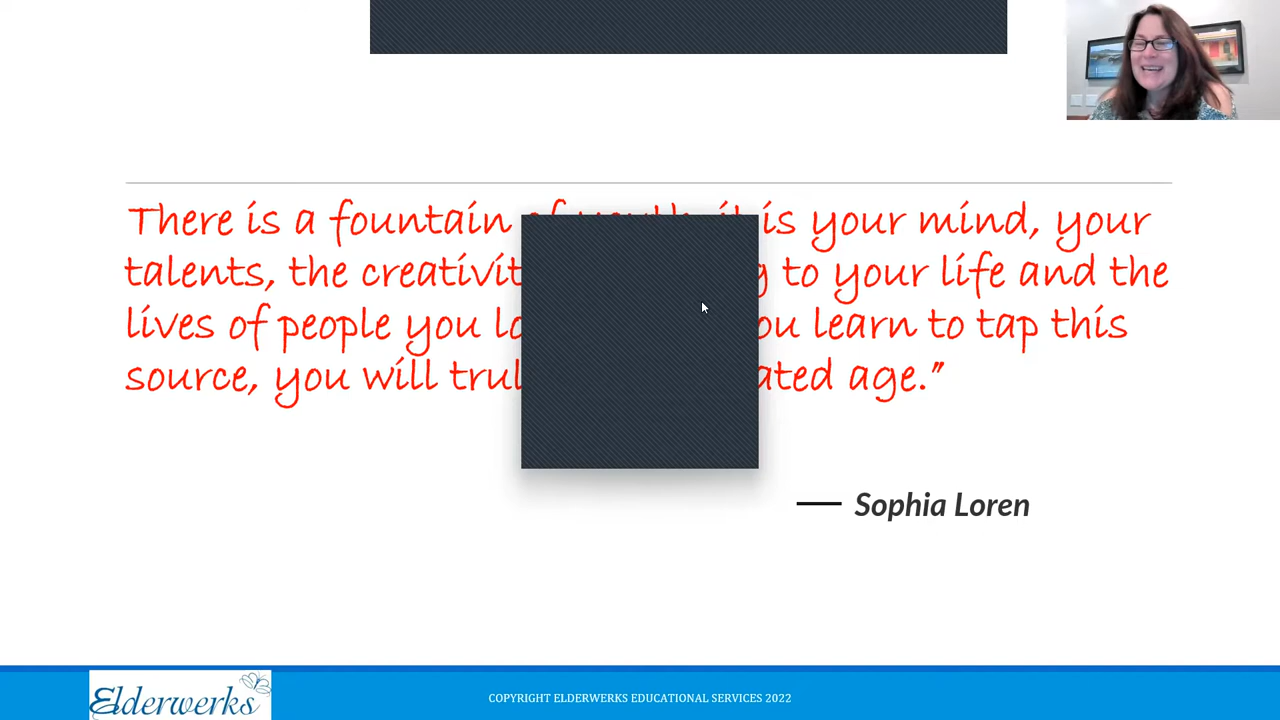 There is a fountain of youth: it is your mind, your
talents, the creativit to your life and the
lives of people you lo ou learn to tap this
source, you will trul ated age.”
— Sophia Loren
Elderwerks
COPYRIGHT ELDERWERKS EDUCATIONAL SERVICES 2022